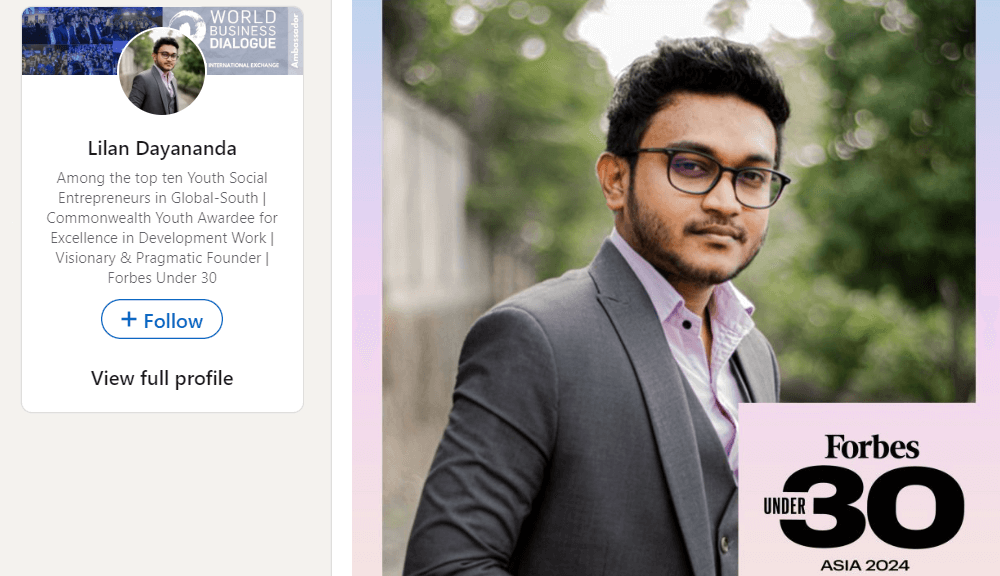 WORLD
BUSINESS
DIALOGUE
INTERNATIONAL EXCHANGE
Ambassador
Lilan Dayananda
Among the top ten Youth Social
Entrepreneurs in Global-South |
Commonwealth Youth Awardee for
Excellence in Development Work |
Visionary & Pragmatic Founder |
Forbes Under 30
+ Follow
View full profile
Forbes
UNDER 30
ASIA 2024